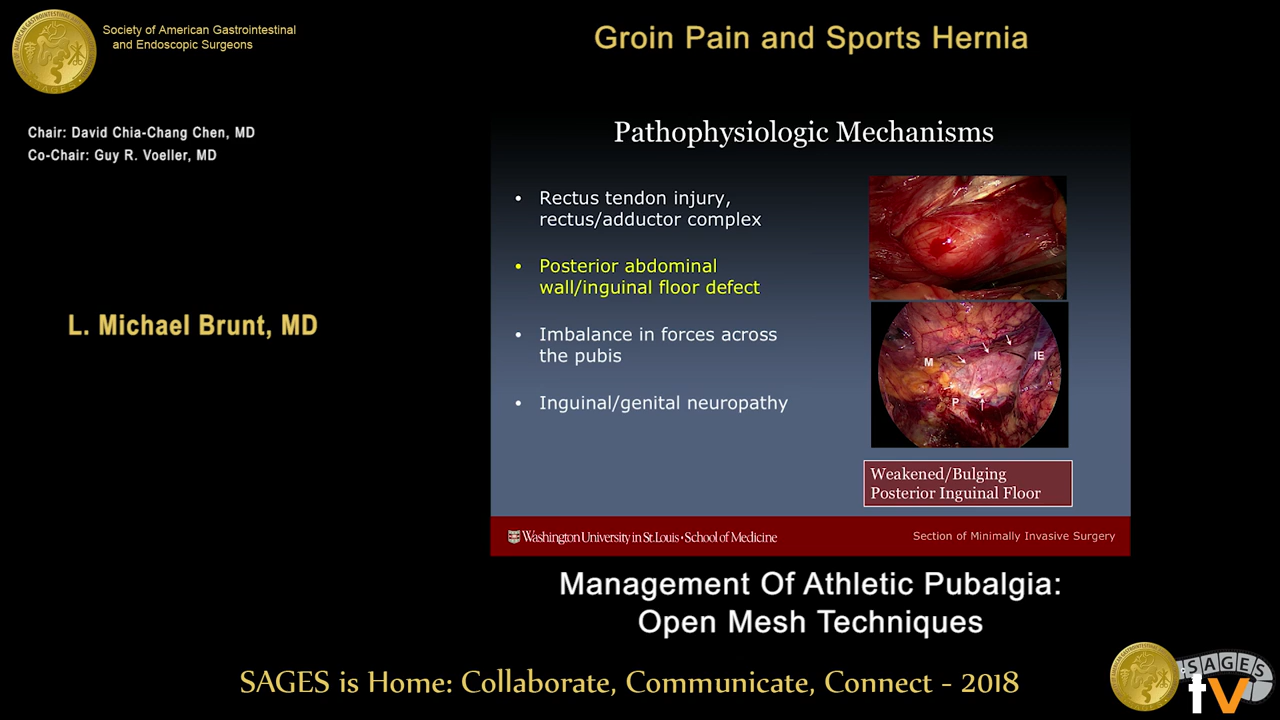 Society of American Gastrointestinal
and Endoscopic Surgeons
Groin Pain and Sports Hernia
Chair: David Chia-Chang Chen, MD
Co-Chair: Guy R. Voeller, MD
L. Michael Brunt, MD
Pathophysiologic Mechanisms
• Rectus tendon injury,
rectus/adductor complex
• Posterior abdominal
wall/inguinal floor defect
• Imbalance in forces across
the pubis
• Inguinal/genital neuropathy
M
IE
P
Weakened/Bulging
Posterior Inguinal Floor
Washington University in St. Louis • School of Medicine
Section of Minimally Invasive Surgery
Management Of Athletic Pubalgia:
Open Mesh Techniques
SAGES is Home: Collaborate, Communicate, Connect - 2018
SAGES
tv